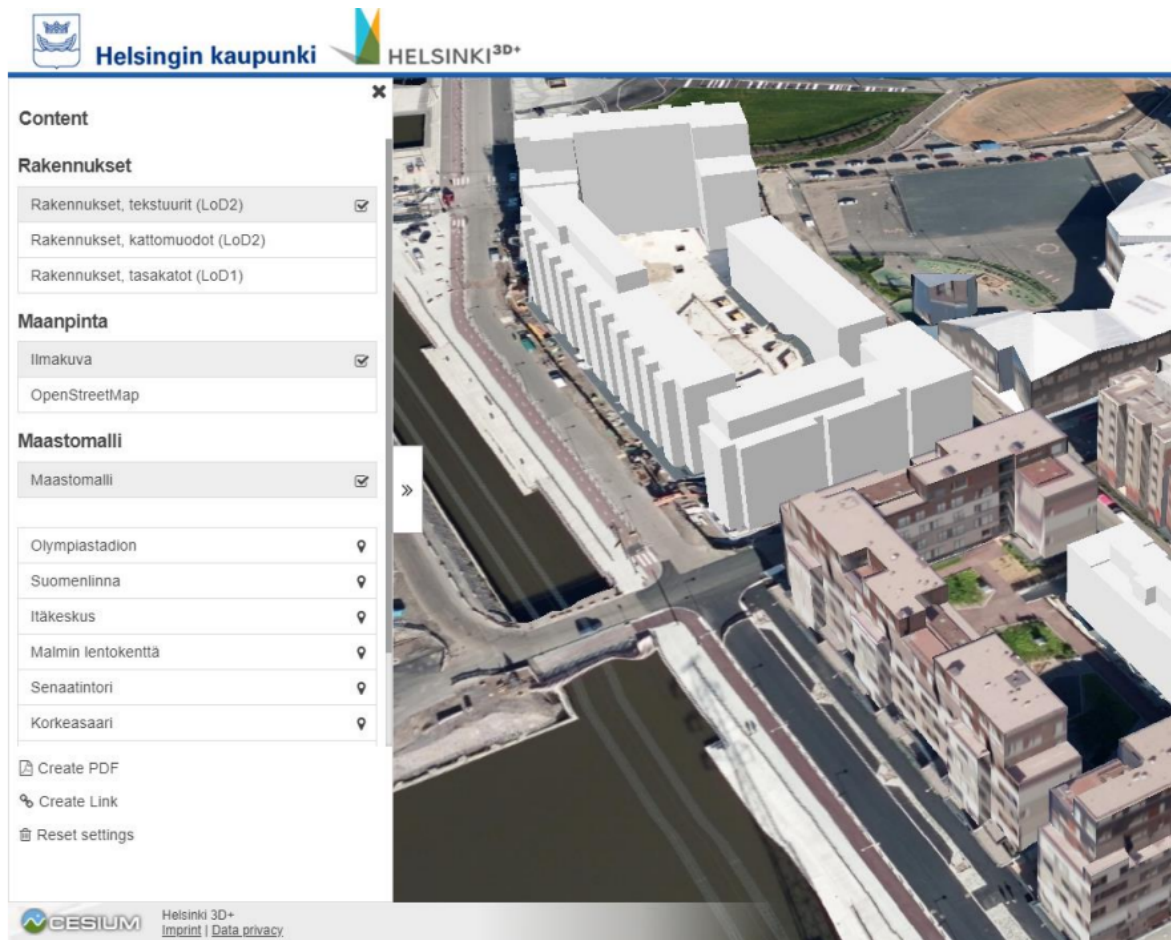 Helsingin kaupunki
HELSINKI3D+
Content
Rakennukset
Rakennukset, tekstuurit (LoD2)
Rakennukset, kattomuodot (LoD2)
Rakennukset, tasakatot (LoD1)
Maanpinta
Ilmakuva
OpenStreetMap
Maastomalli
Maastomalli
Olympiastadion
Suomenlinna
Itäkeskus
Malmin lentokenttä
Senaatintori
Korkeasaari
Create PDF
Create Link
Reset settings
CESIUM
Helsinki 3D+
Imprint | Data privacy